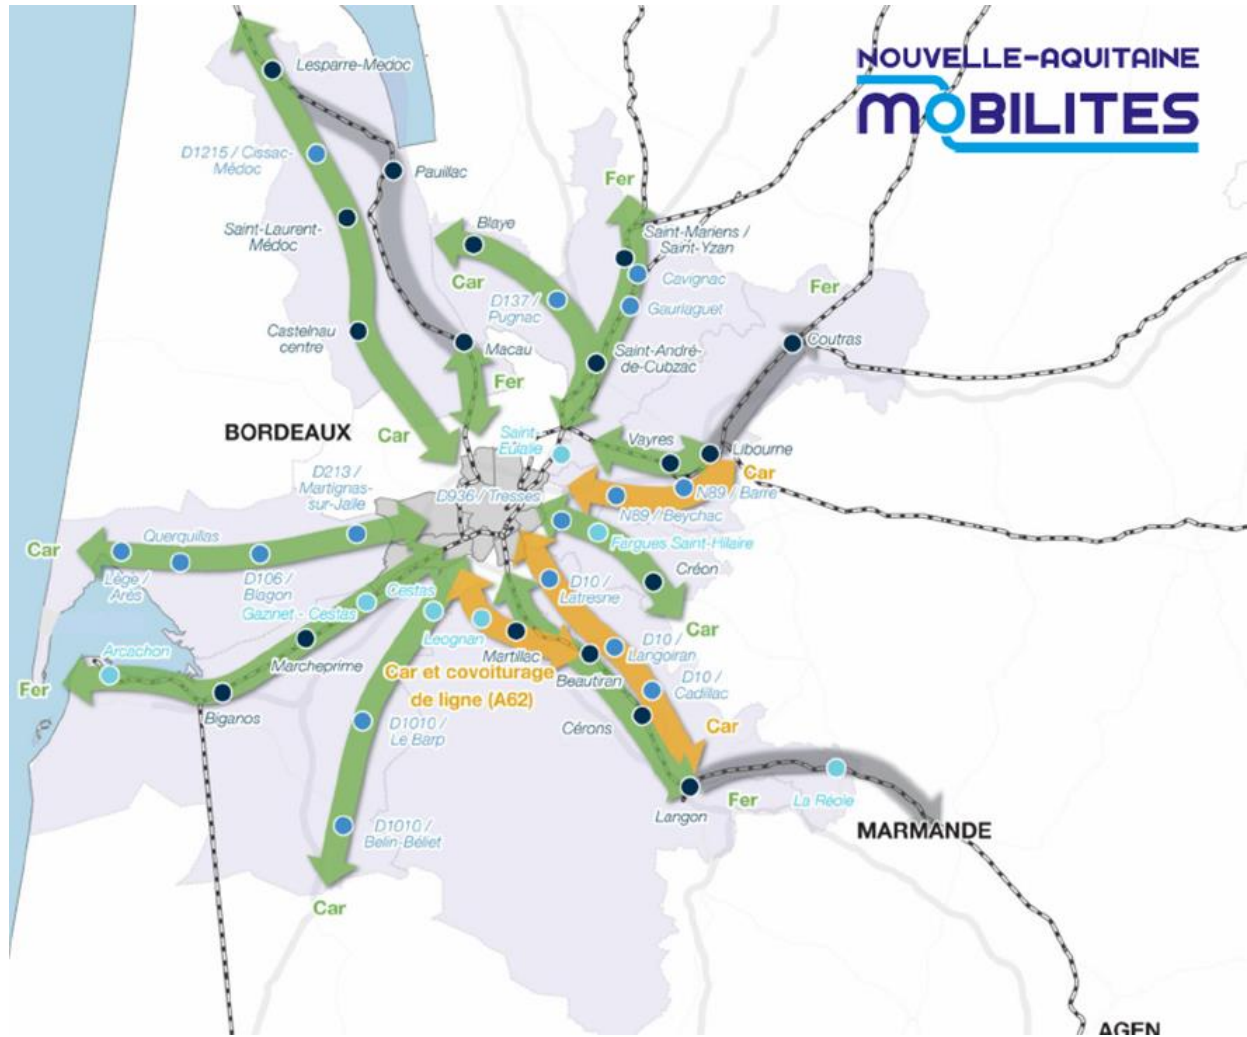 NOUVELLE-AQUITAINE
MOBILITES
Lesparre-Medoc
D1215 / Cissac-
Médoc
Pauillac
Fer
Saint-Laurent-
Médoc
Blaye
Saint-Mariens /
Saint-Yzan
Car
Cavignac
D137 /
Pugnac
Gauriaguet
Fer
Castelnau
centre
Macau
Saint-André-
de-Cubzac
Coutras
Fer
BORDEAUX
Car
Saint-
Eulalie
Vayres
Libourne
D213 /
Martignas-
sur-Jalle
D936 / Tresses
Car
N89 / Barre
N89 / Beychac
Car
Querquillas
Fargues Saint-Hilaire
Lège /
Arès
D106 /
Blagon
Créon
Gazinet - Cestas
Cestas
D10 /
Latresne
Car
Arcachon
Marcheprime
Leognan
Martillac
D10 /
Langoiran
Fer
Car et covoiturage
de ligne (A62)
Beautiran
D10 /
Cadillac
Biganos
D1010 /
Le Barp
Cérons
Car
Langon
Fer
La Réole
D1010 /
Belin-Béliet
MARMANDE
Car
AGEN